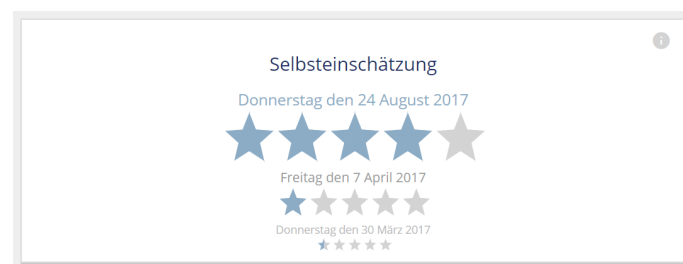 Selbsteinschätzung
Donnerstag den 24 August 2017
Freitag den 7 April 2017
Donnerstag den 30 März 2017